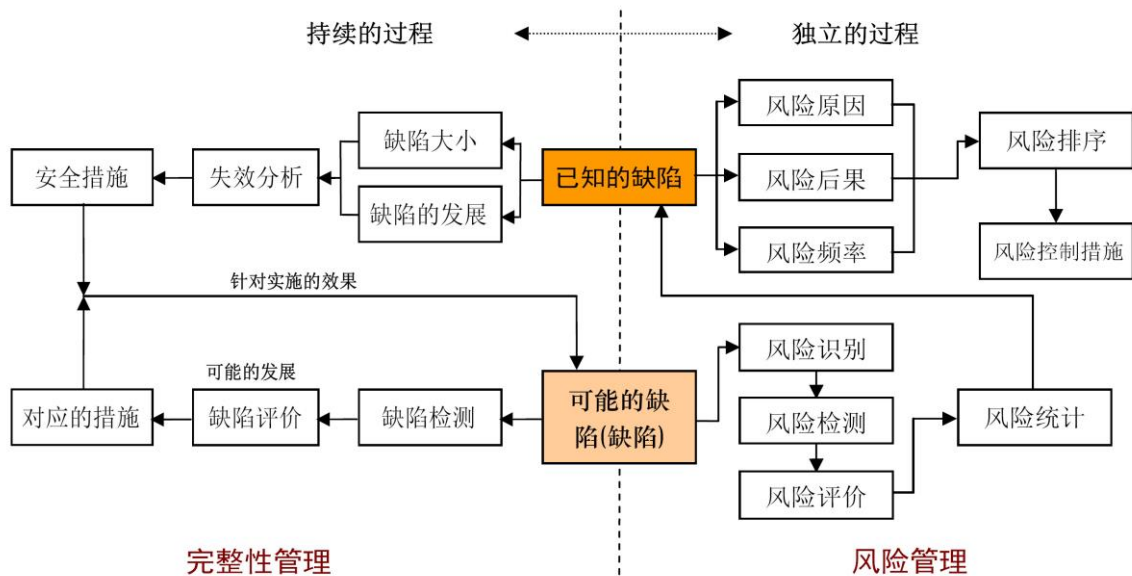 持续的过程
独立的过程
风险原因
缺陷大小
风险排序
安全措施
失效分析
已知的缺陷
风险后果
缺陷的发展
风险频率
风险控制措施
针对实施的效果
风险识别
可能的发展
对应的措施
缺陷评价
缺陷检测
可能的缺
陷(缺陷)
风险检测
风险统计
风险评价
完整性管理
风险管理